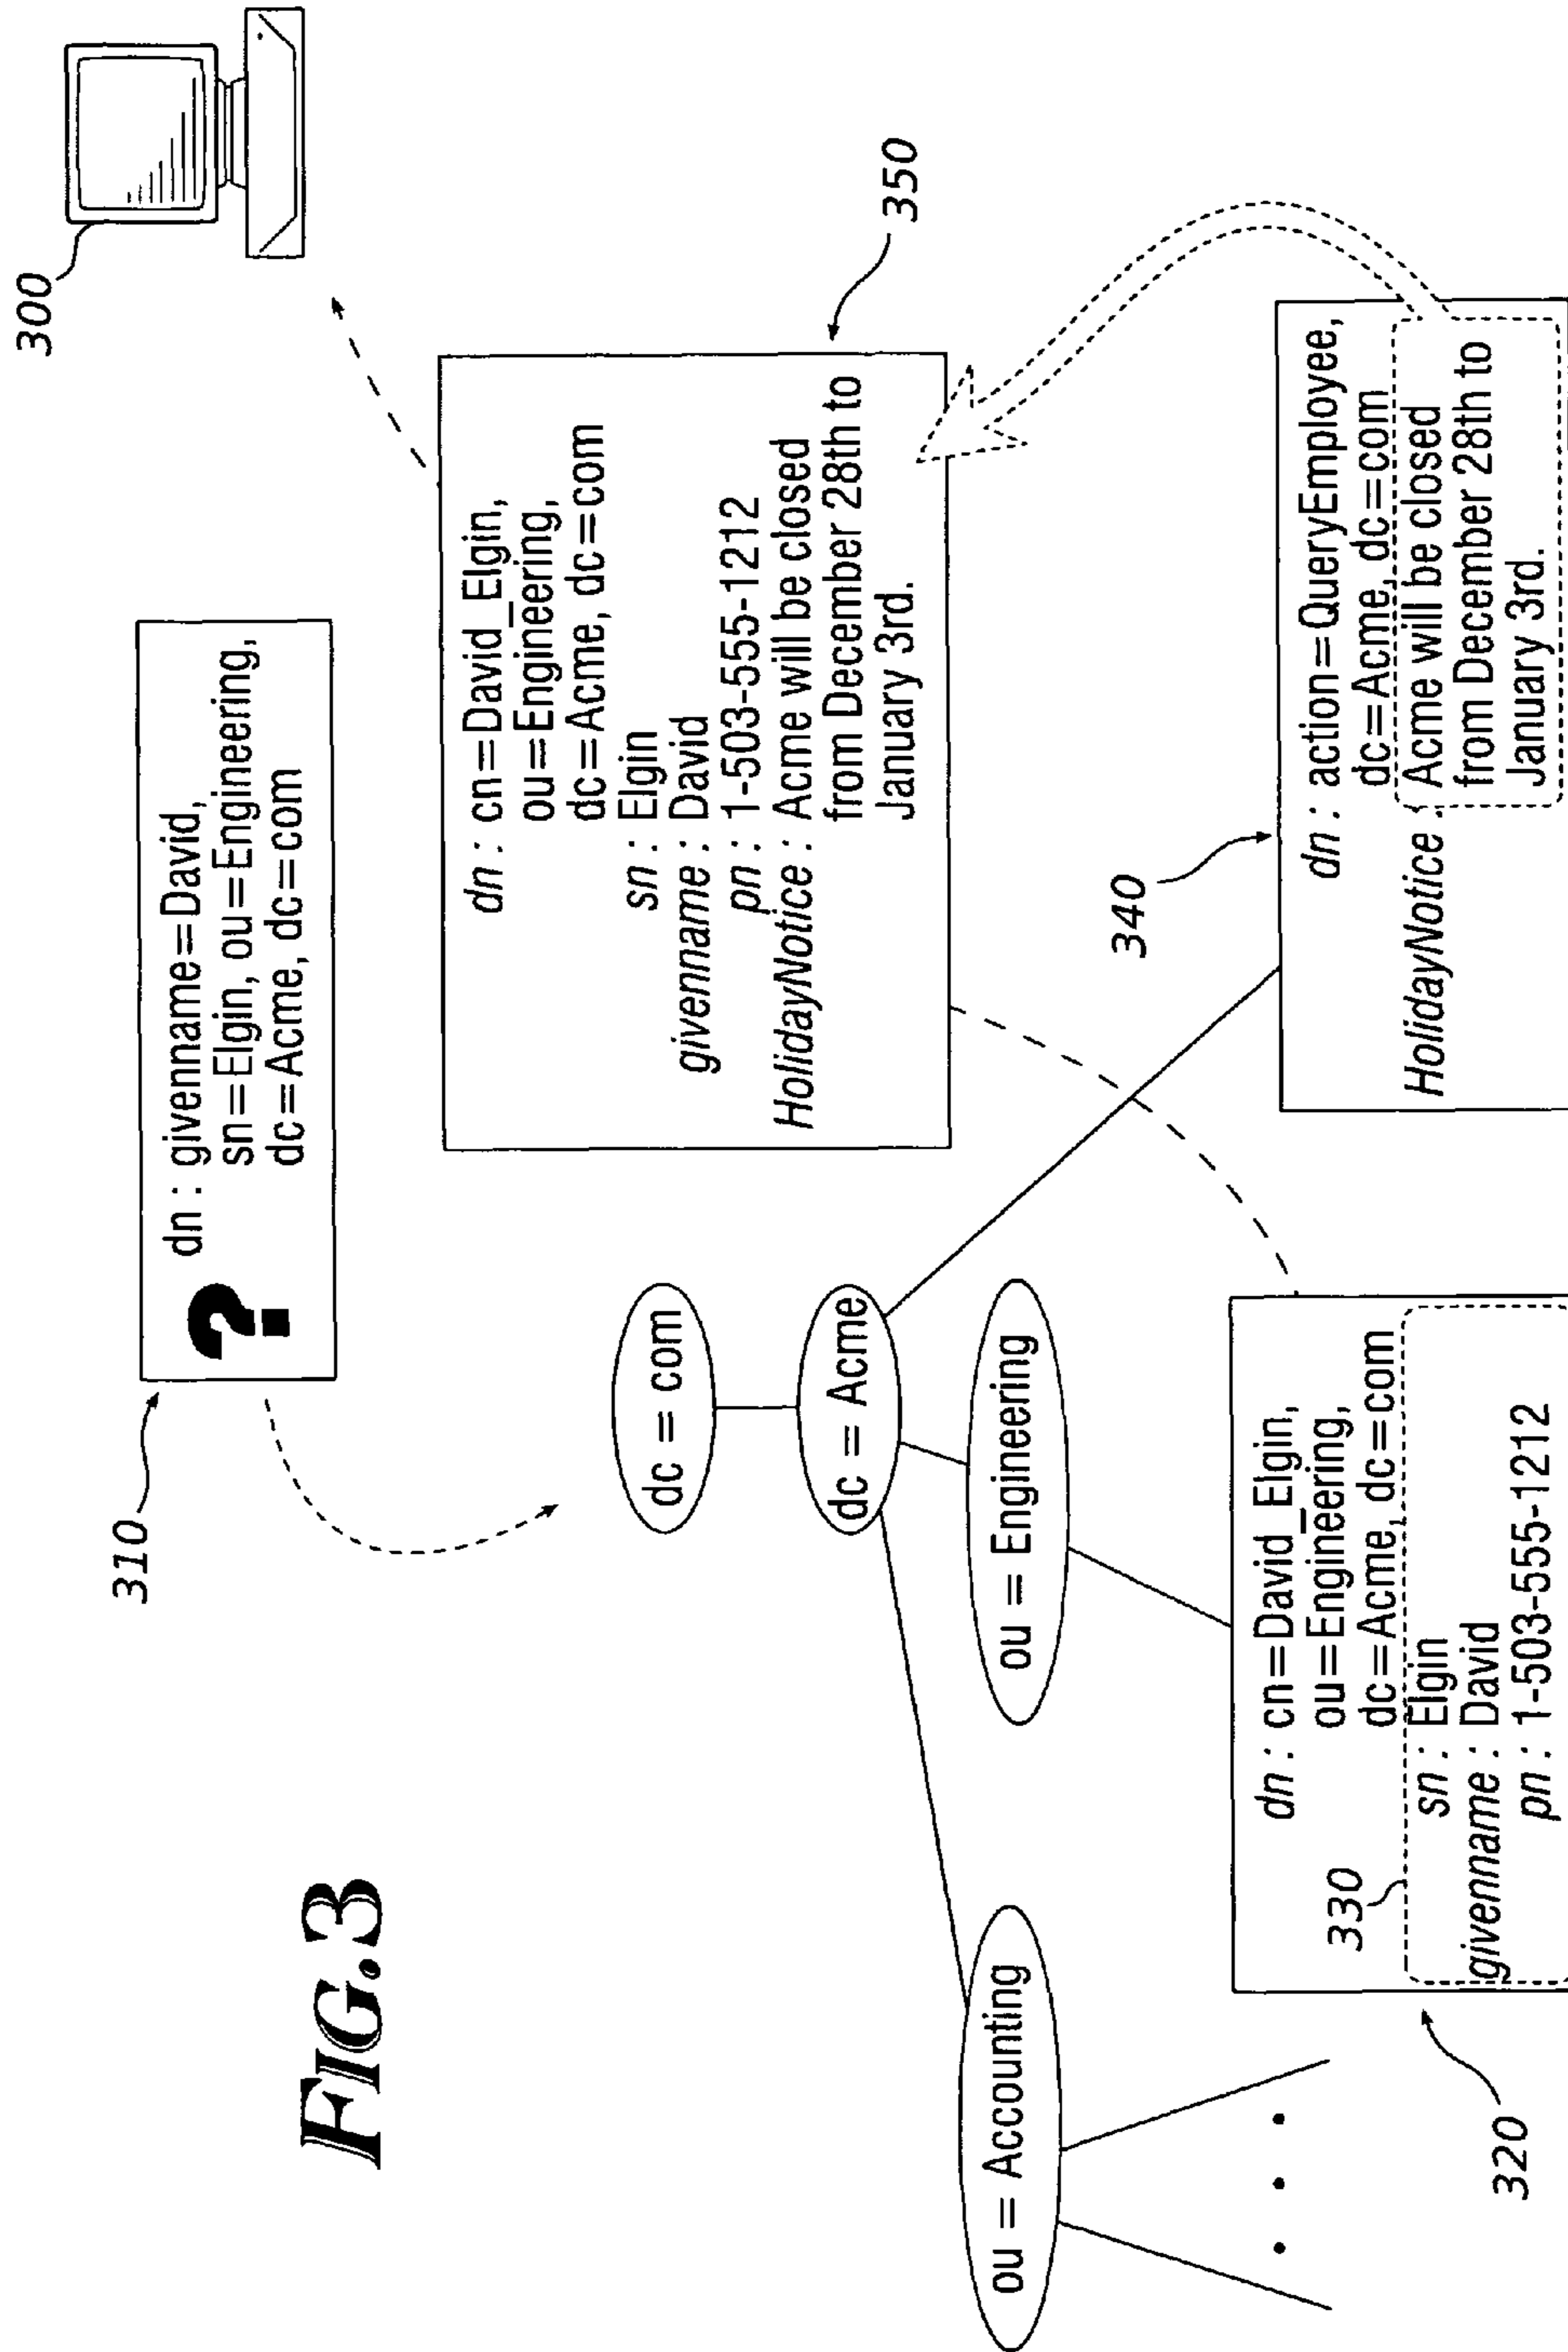 FIG.3
310
? dn : givenname=David,
sn=Elgin, ou=Engineering,
dc=Acme, dc=com
300
dc = com
dc = Acme
ou = Accounting
ou = Engineering
dn : cn=David_Elgin,
ou=Engineering,
dc=Acme, dc=com
sn : Elgin
givenname : David
pn : 1-503-555-1212
HolidayNotice : Acme will be closed
from December 28th to
January 3rd.
350
320
330
dn : cn=David_Elgin,
ou=Engineering,
dc=Acme, dc=com
sn : Elgin
givenname : David
pn : 1-503-555-1212
340
dn : action=QueryEmployee,
dc=Acme, dc=com
HolidayNotice : Acme will be closed
from December 28th to
January 3rd.